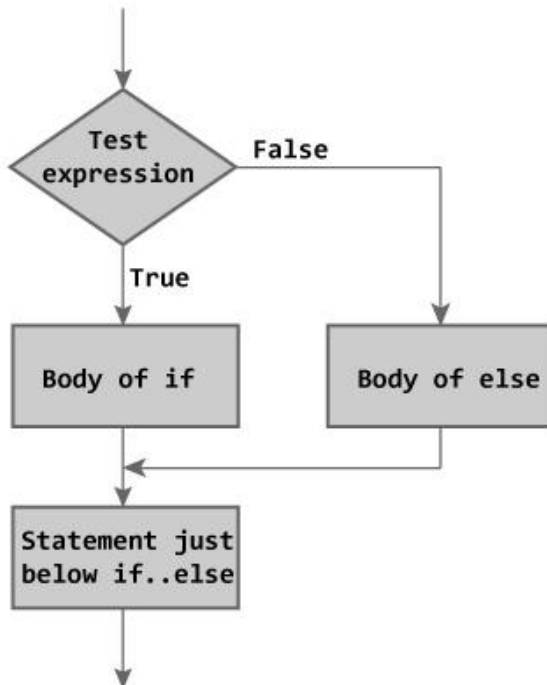 Test
expression
False
True
Body of if
Body of else
Statement just
below if..else